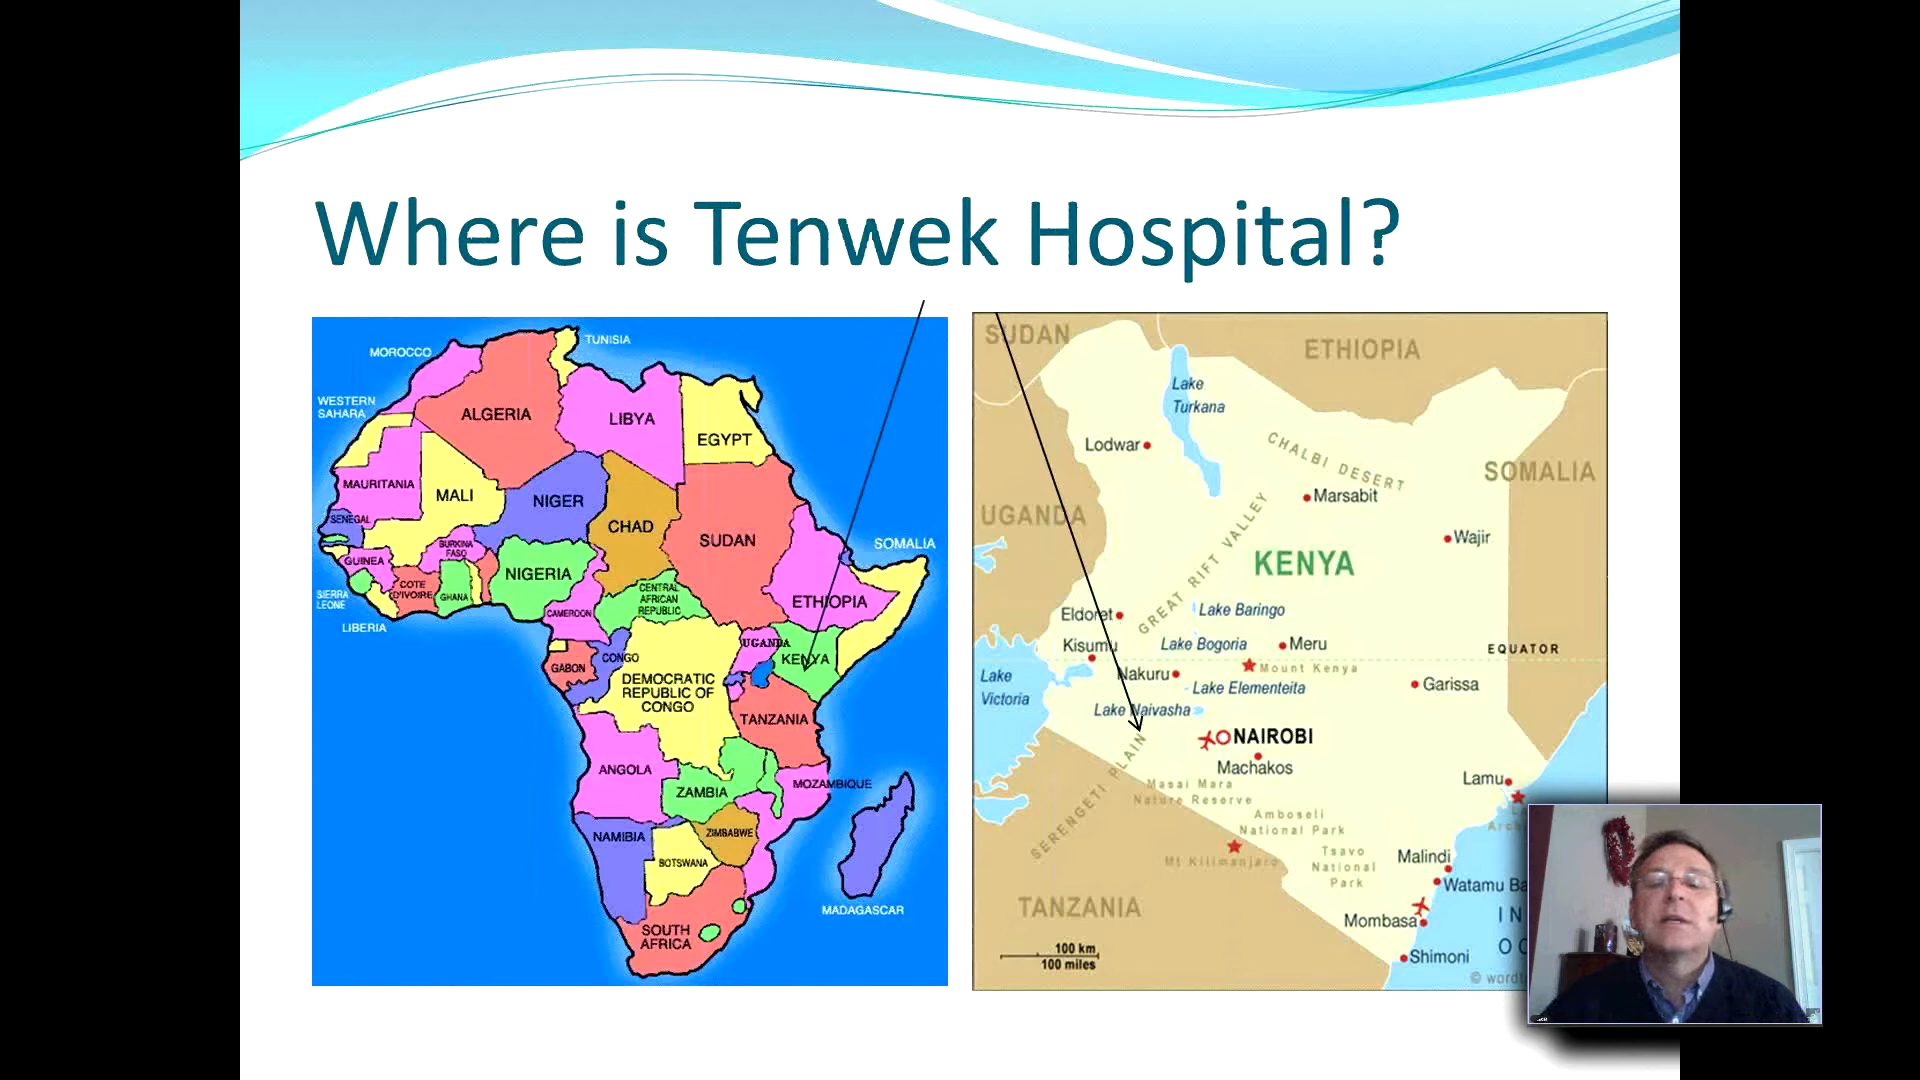 Where is Tenwek Hospital?
MOROCCO
TUNISIA
WESTERN
SAHARA
ALGERIA
LIBYA
EGYPT
MAURITANIA
MALI
NIGER
CHAD
SUDAN
SENEGAL
GUINEA
BURKINA
FASO
SIERRA
LEONE
LIBERIA
COTE
D'IVOIRE
GHANA
NIGERIA
CAMEROON
CENTRAL
AFRICAN
REPUBLIC
ETHIOPIA
SOMALIA
UGANDA
KENYA
GABON
CONGO
DEMOCRATIC
REPUBLIC OF
CONGO
TANZANIA
ANGOLA
ZAMBIA
MOZAMBIQUE
NAMIBIA
ZIMBABWE
BOTSWANA
SOUTH
AFRICA
MADAGASCAR
SUDAN
ETHIOPIA
Lake
Turkana
Lodwar
CHALBI DESERT
SOMALIA
Marsabit
UGANDA
Wajir
GREAT RIFT VALLEY
KENYA
Eldoret
Lake Baringo
Kisumu
Lake Bogoria
Meru
EQUATOR
Mount Kenya
Lake
Victoria
Nakuru
Lake Elementeita
Garissa
Lake Naivasha
NAIROBI
Machakos
SERENGETI PLAIN
Masai Mara
Nature Reserve
Lamu
Amboseli
National Park
Mt Kilimanjaro
Tsavo
National
Park
Malindi
Watamu Ba
TANZANIA
Mombasa
IN
100 km
100 miles
Shimoni